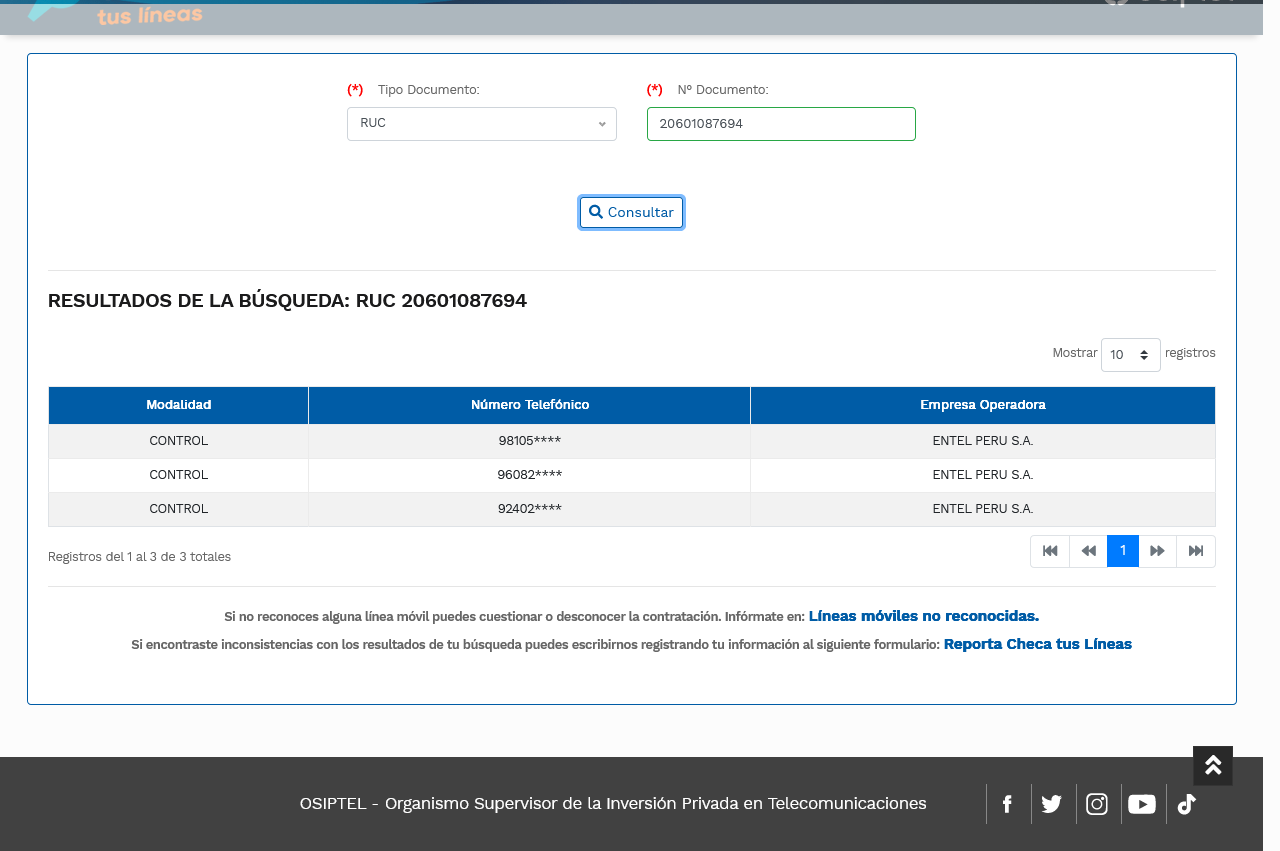 tus líneas
(*) Tipo Documento: (*) Nº Documento:
RUC 20601087694
Consultar
RESULTADOS DE LA BÚSQUEDA: RUC 20601087694
Mostrar 10 registros
Modalidad Número Telefónico Empresa Operadora
CONTROL 98105**** ENTEL PERU S.A.
CONTROL 96082**** ENTEL PERU S.A.
CONTROL 92402**** ENTEL PERU S.A.
Registros del 1 al 3 de 3 totales 1
Si no reconoces alguna línea móvil puedes cuestionar o desconocer la contratación. Infórmate en: Líneas móviles no reconocidas.
Si encontraste inconsistencias con los resultados de tu búsqueda puedes escribirnos registrando tu información al siguiente formulario: Reporta Checa tus Líneas
OSIPTEL - Organismo Supervisor de la Inversión Privada en Telecomunicaciones